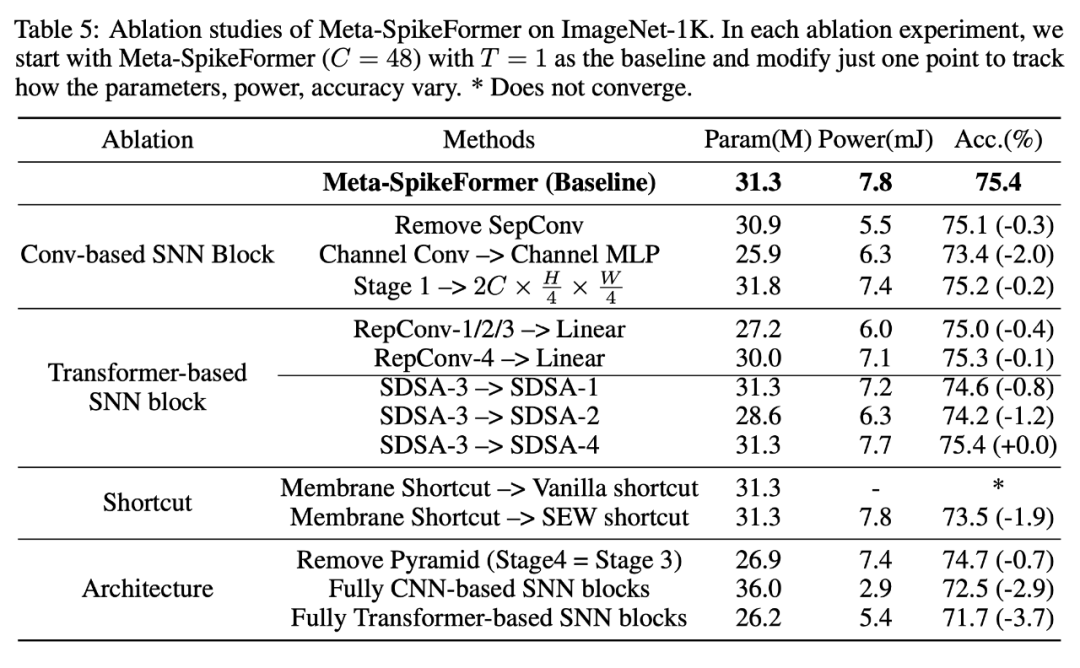 Table 5: Ablation studies of Meta-SpikeFormer on ImageNet-1K. In each ablation experiment, we
start with Meta-SpikeFormer (C = 48) with T = 1 as the baseline and modify just one point to track
how the parameters, power, accuracy vary. * Does not converge.
Ablation Methods Param(M) Power(mJ) Acc.(%)
Meta-SpikeFormer (Baseline) 31.3 7.8 75.4
Conv-based SNN Block
Remove SepConv 30.9 5.5 75.1 (-0.3)
Channel Conv –> Channel MLP 25.9 6.3 73.4 (-2.0)
Stage 1 –> 2C × H/4 × W/4 31.8 7.4 75.2 (-0.2)
Transformer-based
SNN block
RepConv-1/2/3 –> Linear 27.2 6.0 75.0 (-0.4)
RepConv-4 –> Linear 30.0 7.1 75.3 (-0.1)
SDSA-3 –> SDSA-1 31.3 7.2 74.6 (-0.8)
SDSA-3 –> SDSA-2 28.6 6.3 74.2 (-1.2)
SDSA-3 –> SDSA-4 31.3 7.7 75.4 (+0.0)
Shortcut
Membrane Shortcut –> Vanilla shortcut 31.3 - *
Membrane Shortcut –> SEW shortcut 31.3 7.8 73.5 (-1.9)
Architecture
Remove Pyramid (Stage4 = Stage 3) 26.9 7.4 74.7 (-0.7)
Fully CNN-based SNN blocks 36.0 2.9 72.5 (-2.9)
Fully Transformer-based SNN blocks 26.2 5.4 71.7 (-3.7)